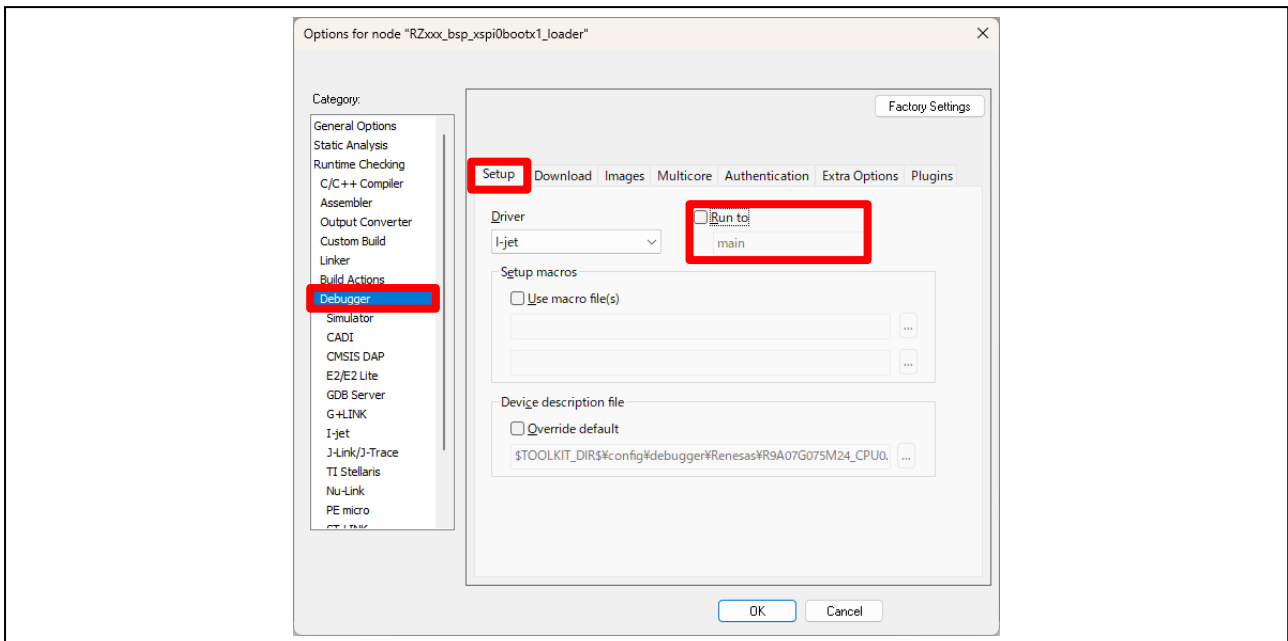 Options for node "RZxxx_bsp_xspi0bootx1_loader"
Category:
General Options
Static Analysis
Runtime Checking
C/C++ Compiler
Assembler
Output Converter
Custom Build
Linker
Build Actions
Debugger
Simulator
CADI
CMSIS DAP
E2/E2 Lite
GDB Server
G+LINK
I-jet
J-Link/J-Trace
TI Stellaris
Nu-Link
PE micro
ST-LINK
Factory Settings
Setup Download Images Multicore Authentication Extra Options Plugins
Driver
I-jet
Run to
main
Setup macros
Use macro file(s)
...
...
Device description file
Override default
$TOOLKIT_DIR$¥config¥debugger¥Renesas¥R9A07G075M24_CPU0.
...
OK Cancel